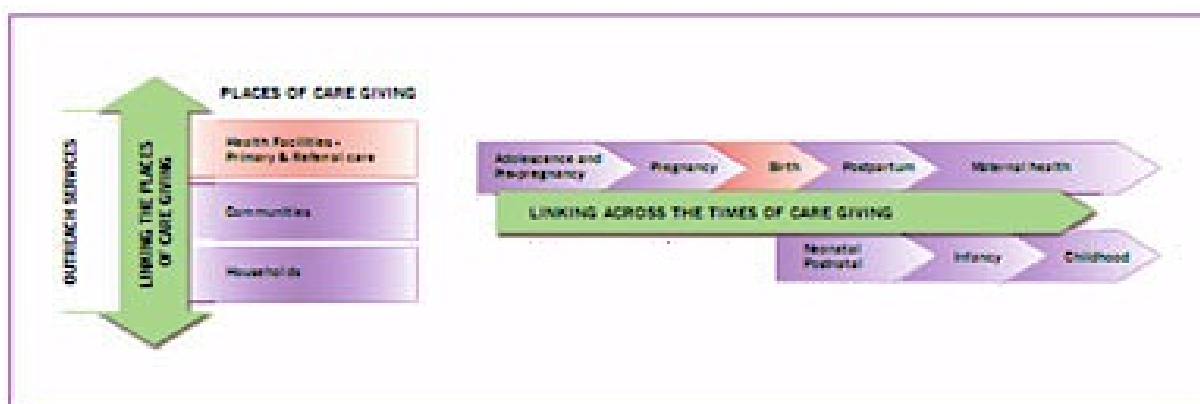 PLACES OF CARE GIVING
OUTREACH SERVICES
LINKING THE PLACES
OF CARE GIVING
Health Facilities -
Primary & Referral care
Communities
Households
Adolescence and
Prepregnancy
Pregnancy
Birth
Postpartum
Maternal health
LINKING ACROSS THE TIMES OF CARE GIVING
Neonatal
Postnatal
Infancy
Childhood